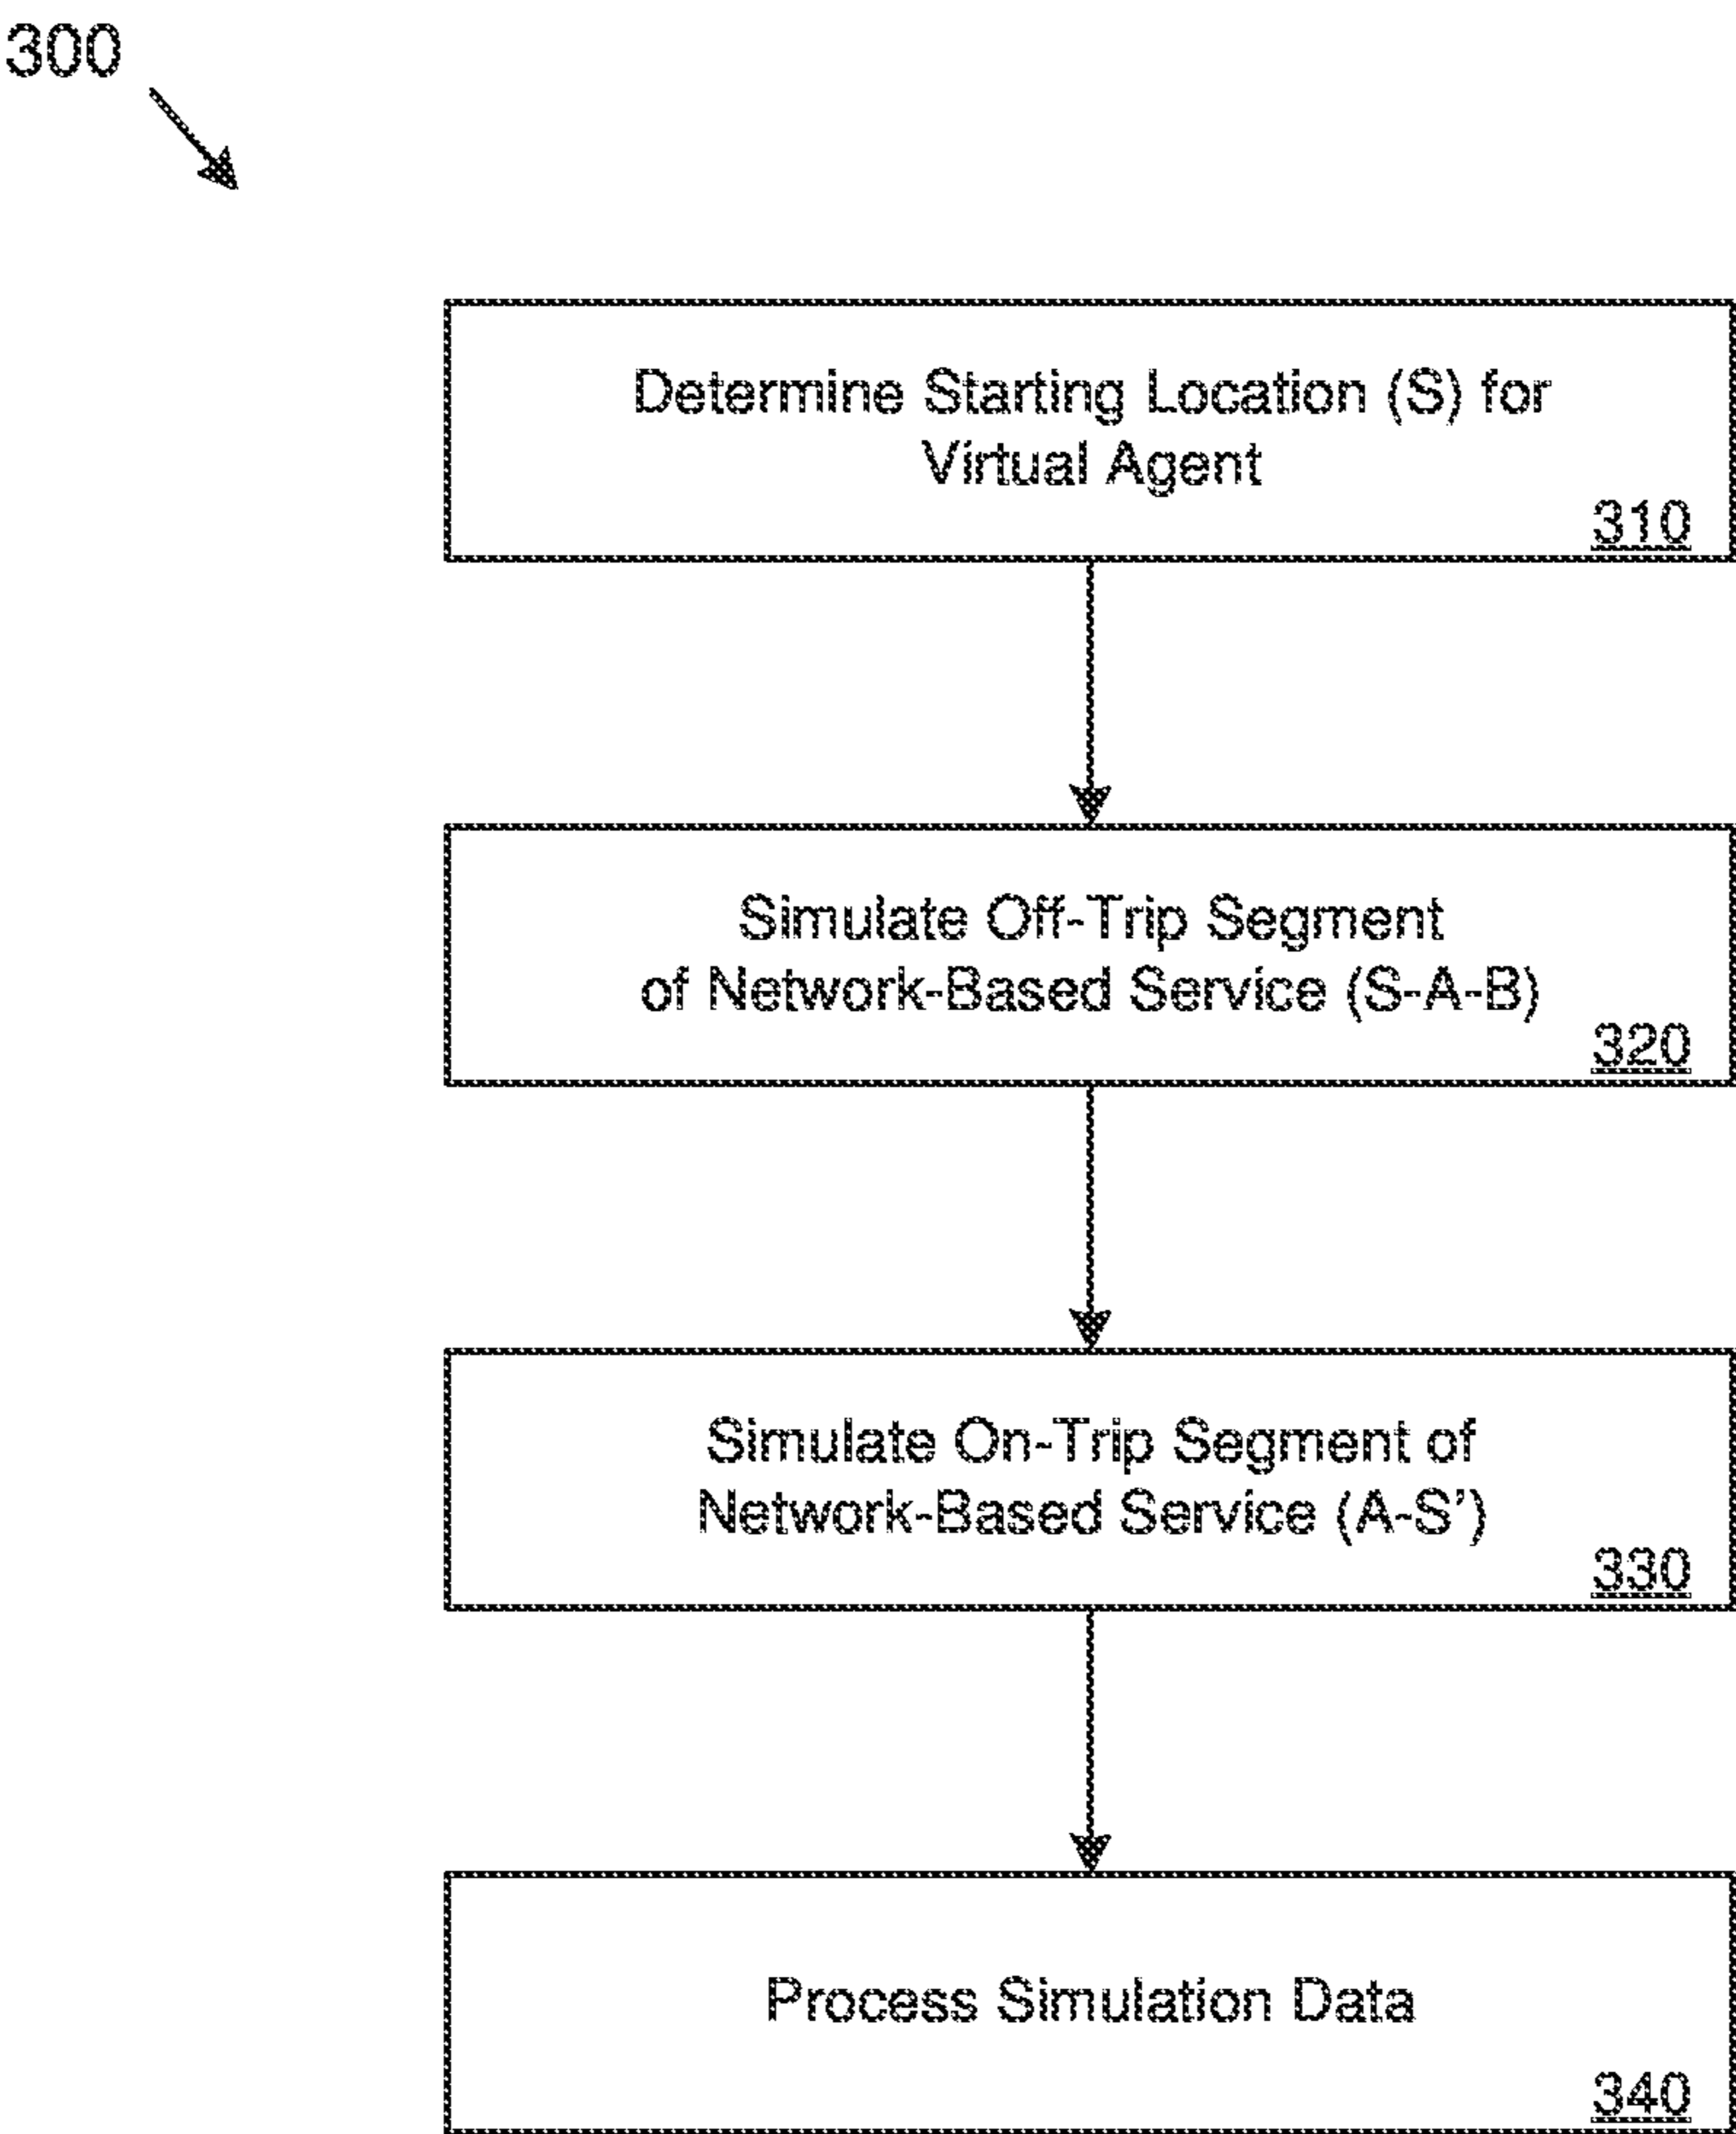 300
Determine Starting Location (S) for
Virtual Agent
310
Simulate Off-Trip Segment
of Network-Based Service (S-A-B)
320
Simulate On-Trip Segment of
Network-Based Service (A-S’)
330
Process Simulation Data
340